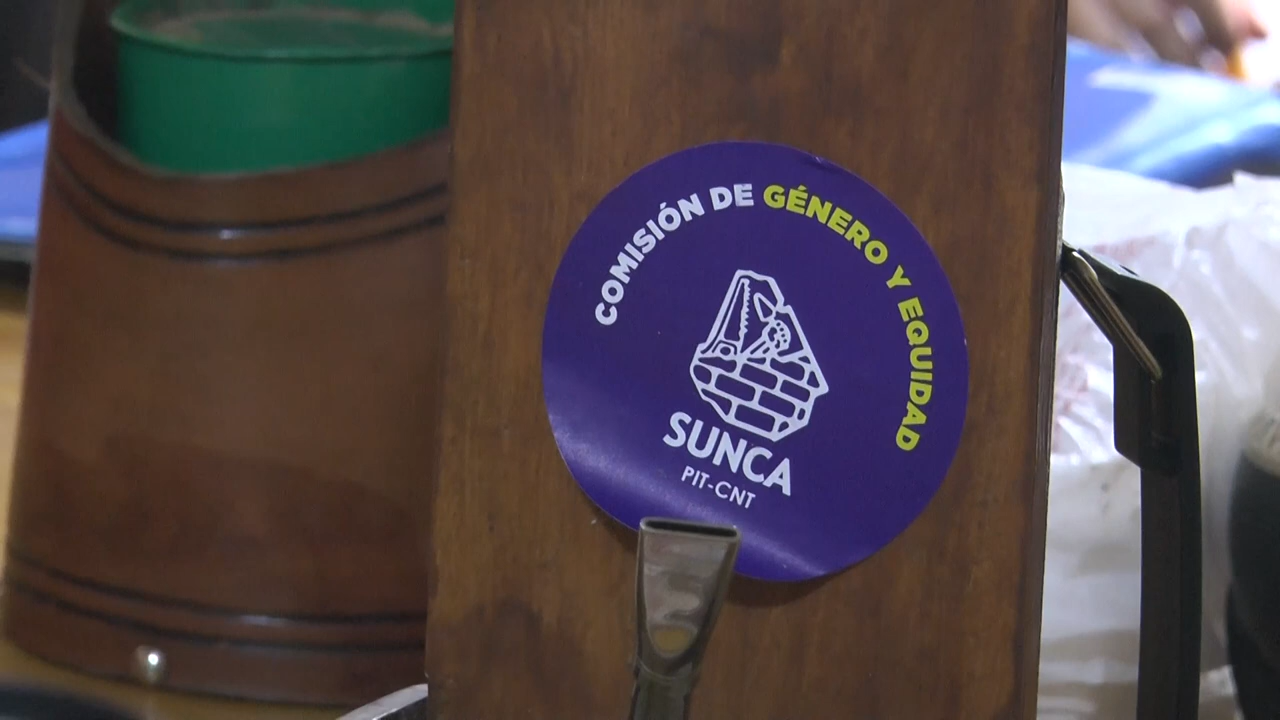 COMISIÓN DE GÉNERO Y EQUIDAD
SUNCA
PIT-CNT